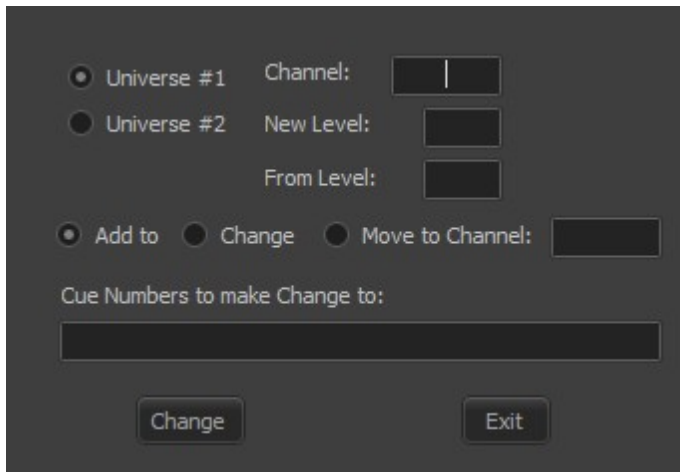 Universe #1 Channel:
Universe #2 New Level:
From Level:
Add to Change Move to Channel:
Cue Numbers to make Change to:
Change Exit